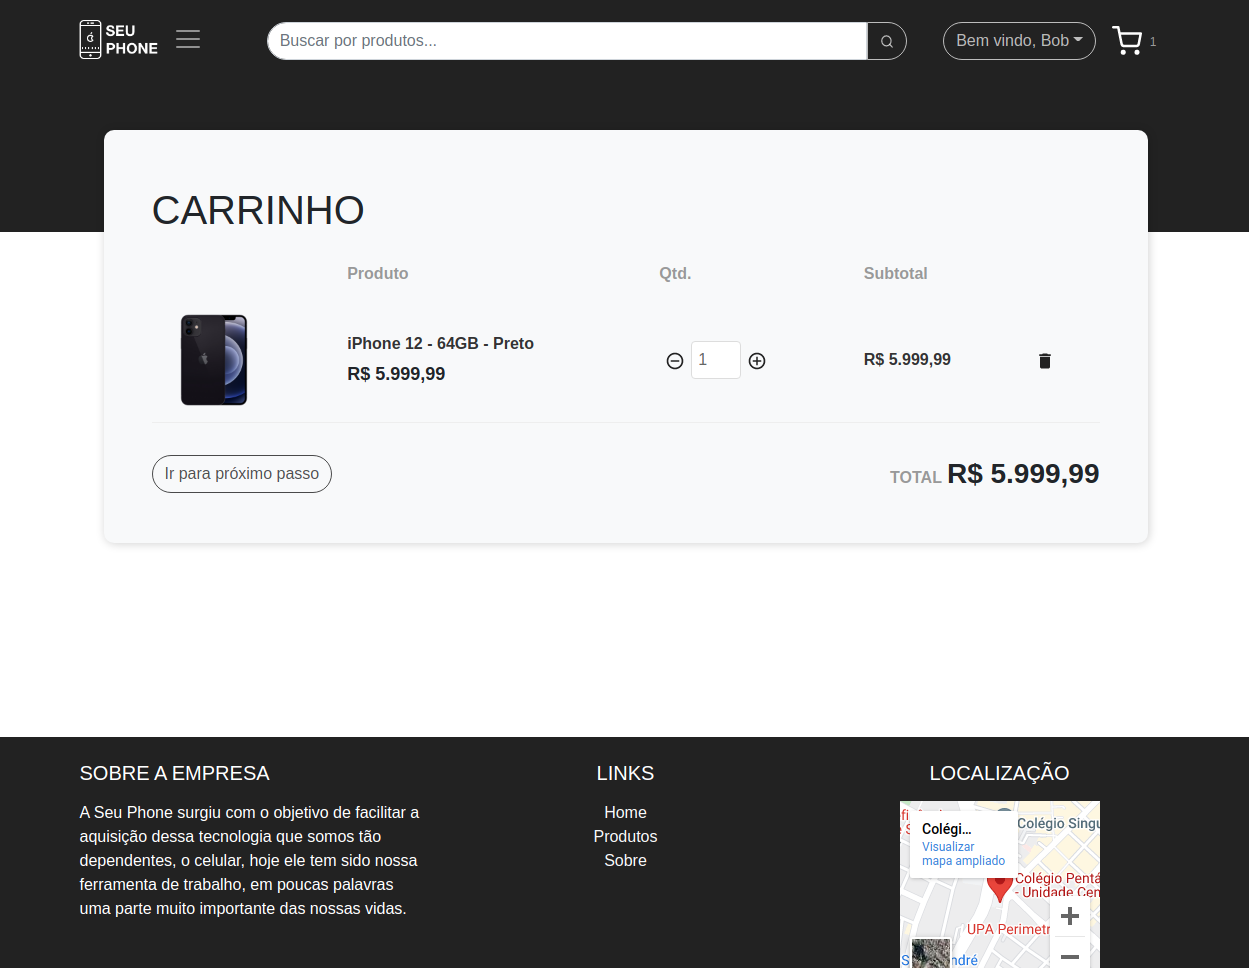 SEU
PHONE
Buscar por produtos...
Bem vindo, Bob
1
CARRINHO
Produto
Qtd.
Subtotal
iPhone 12 - 64GB - Preto
R$ 5.999,99
1
R$ 5.999,99
Ir para próximo passo
TOTAL R$ 5.999,99
SOBRE A EMPRESA
A Seu Phone surgiu com o objetivo de facilitar a
aquisição dessa tecnologia que somos tão
dependentes, o celular, hoje ele tem sido nossa
ferramenta de trabalho, em poucas palavras
uma parte muito importante das nossas vidas.
LINKS
Home
Produtos
Sobre
LOCALIZAÇÃO
Colégi...
Visualizar
mapa ampliado
Colégio Singu
Colégio Pentá
- Unidade Cen
UPA Perimetr
ndré